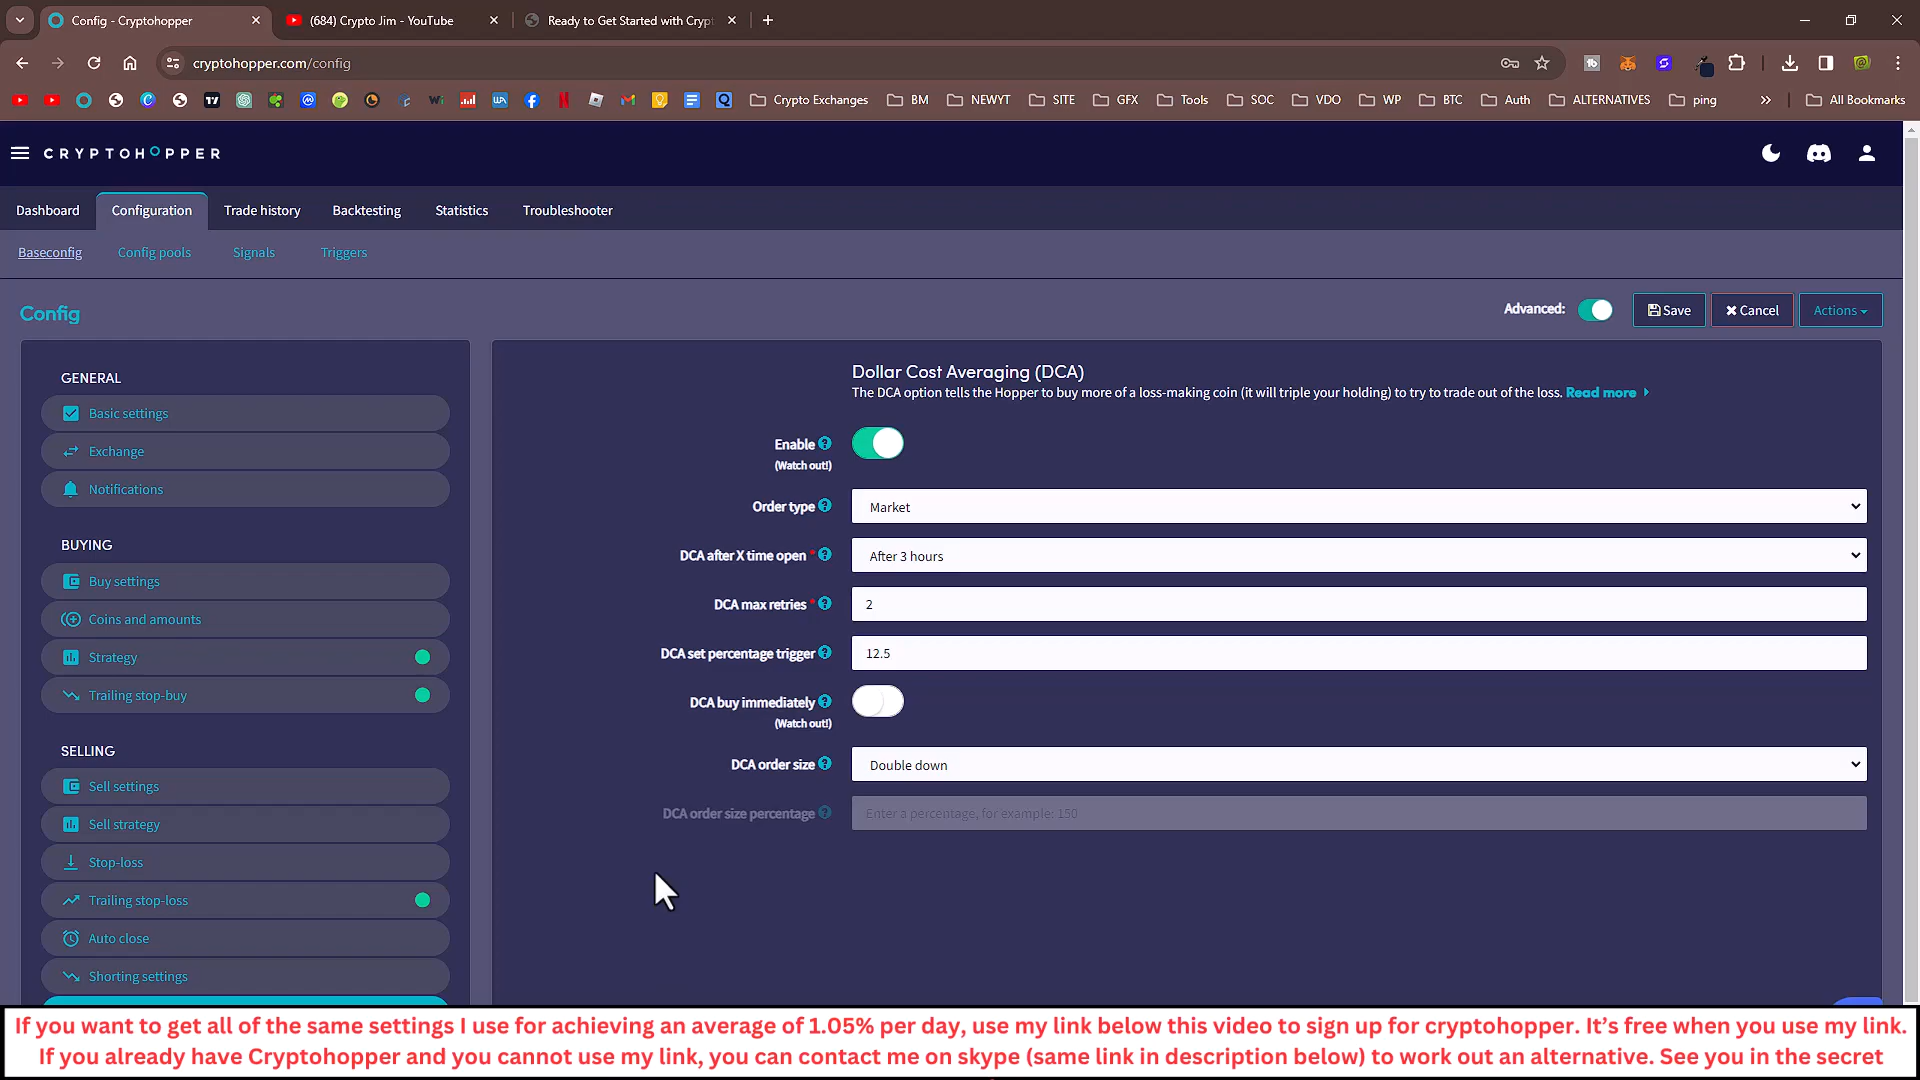 Config - Cryptohopper
(684) Crypto Jim - YouTube
Ready to Get Started with Crypt
cryptohopper.com/config
Crypto Exchanges
BM
NEWYT
SITE
GFX
Tools
SOC
VDO
WP
BTC
Auth
ALTERNATIVES
ping
All Bookmarks
CRYPTOHOPPER
Dashboard
Configuration
Trade history
Backtesting
Statistics
Troubleshooter
Baseconfig
Config pools
Signals
Triggers
Config
Advanced:
Save
Cancel
Actions
GENERAL
Basic settings
Exchange
Notifications
BUYING
Buy settings
Coins and amounts
Strategy
Trailing stop-buy
SELLING
Sell settings
Sell strategy
Stop-loss
Trailing stop-loss
Auto close
Shorting settings
Dollar Cost Averaging (DCA)
The DCA option tells the Hopper to buy more of a loss-making coin (it will triple your holding) to try to trade out of the loss. Read more
Enable
(Watch out!)
Order type
Market
DCA after X time open *
After 3 hours
DCA max retries *
2
DCA set percentage trigger
12.5
DCA buy immediately
(Watch out!)
DCA order size
Double down
DCA order size percentage
Enter a percentage, for example: 150
If you want to get all of the same settings I use for achieving an average of 1.05% per day, use my link below this video to sign up for cryptohopper. It's free when you use my link.
If you already have Cryptohopper and you cannot use my link, you can contact me on skype (same link in description below) to work out an alternative. See you in the secret